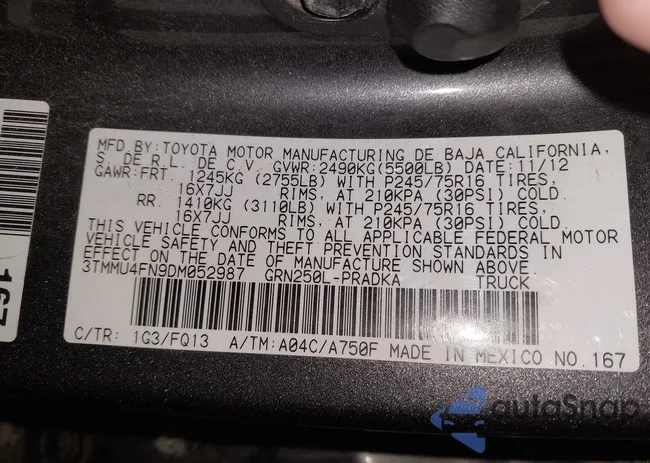 MFD.BY:TOYOTA MOTOR MANUFACTURING DE BAJA CALIFORNIA,
S. DE R.L. DE C.V. GVWR:2490KG(5500LB) DATE:11/12
GAWR:FRT. 1245KG (2755LB) WITH P245/75R16 TIRES,
16X7JJ RIMS, AT 210KPA (30PSI) COLD.
RR. 1410KG (3110LB) WITH P245/75R16 TIRES,
16X7JJ RIMS, AT 210KPA (30PSI) COLD.
THIS VEHICLE CONFORMS TO ALL APPLICABLE FEDERAL MOTOR
VEHICLE SAFETY AND THEFT PREVENTION STANDARDS IN
EFFECT ON THE DATE OF MANUFACTURE SHOWN ABOVE.
3TMMU4FN9DM052987 GRN250L-PRADKA TRUCK
C/TR: 1G3/FQ13 A/TM:A04C/A750F MADE IN MEXICO NO.167
167
autoSnap